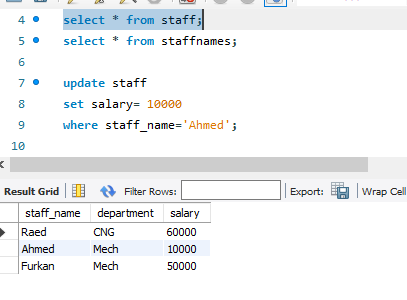 4 select * from staff;
5 select * from staffnames;
6
7 update staff
8 set salary= 10000
9 where staff_name='Ahmed';
10
Result Grid Filter Rows: Export: Wrap Cell
staff_name department salary
Raed CNG 60000
Ahmed Mech 10000
Furkan Mech 50000